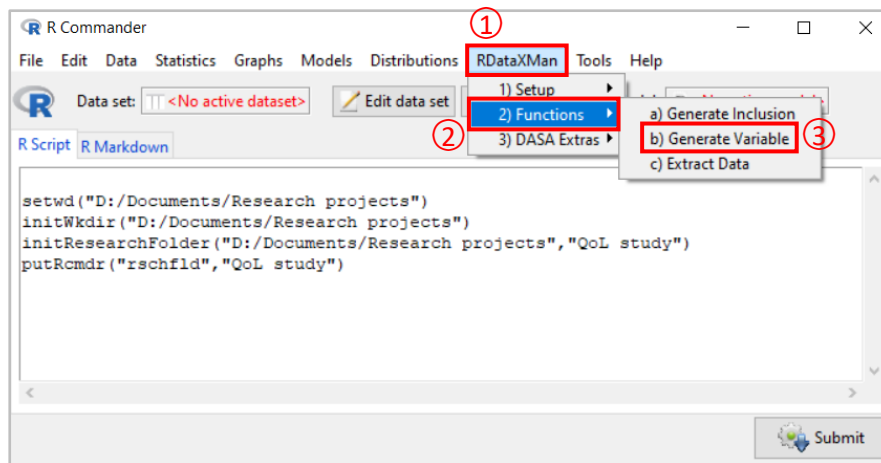 ①
R Commander
File Edit Data Statistics Graphs Models Distributions RDataXMan Tools Help
Data set: <No active dataset> Edit data set
1) Setup
② 2) Functions
3) DASA Extras
a) Generate Inclusion
b) Generate Variable ③
c) Extract Data
R Script R Markdown
setwd("D:/Documents/Research projects")
initWkdir("D:/Documents/Research projects")
initResearchFolder("D:/Documents/Research projects","QoL study")
putRcmdr("rschfld","QoL study")
Submit